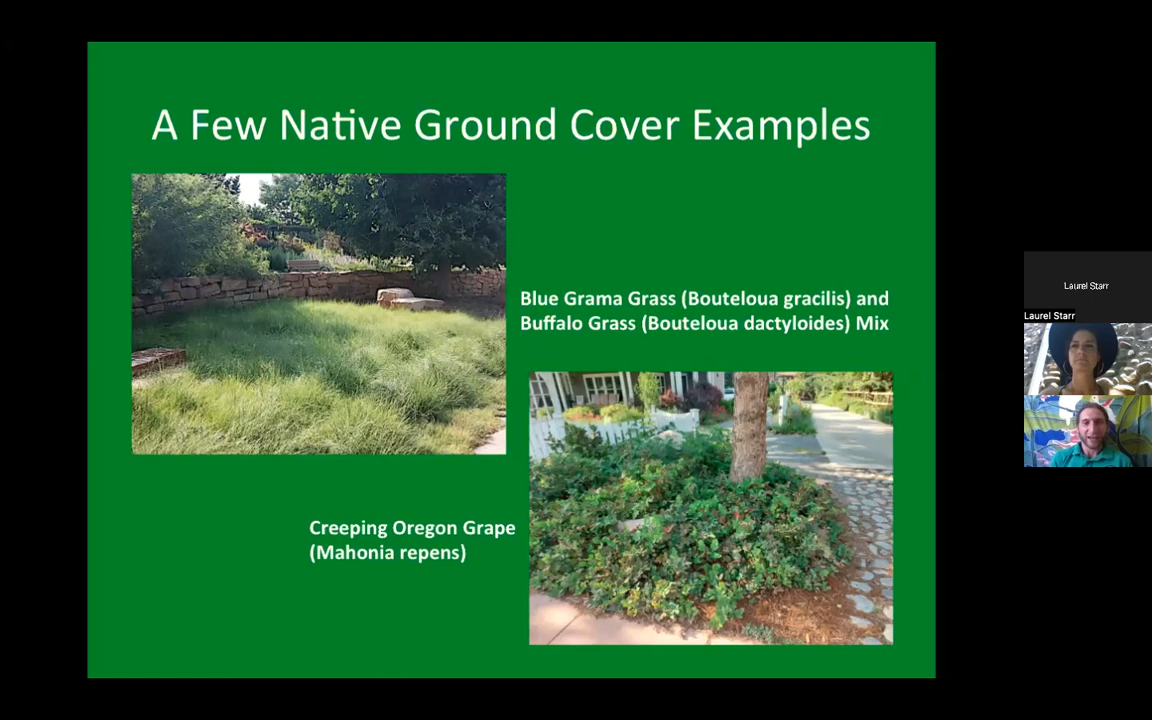 A Few Native Ground Cover Examples
Blue Grama Grass (Bouteloua gracilis) and
Buffalo Grass (Bouteloua dactyloides) Mix
Creeping Oregon Grape
(Mahonia repens)
Laurel Starr
Laurel Starr